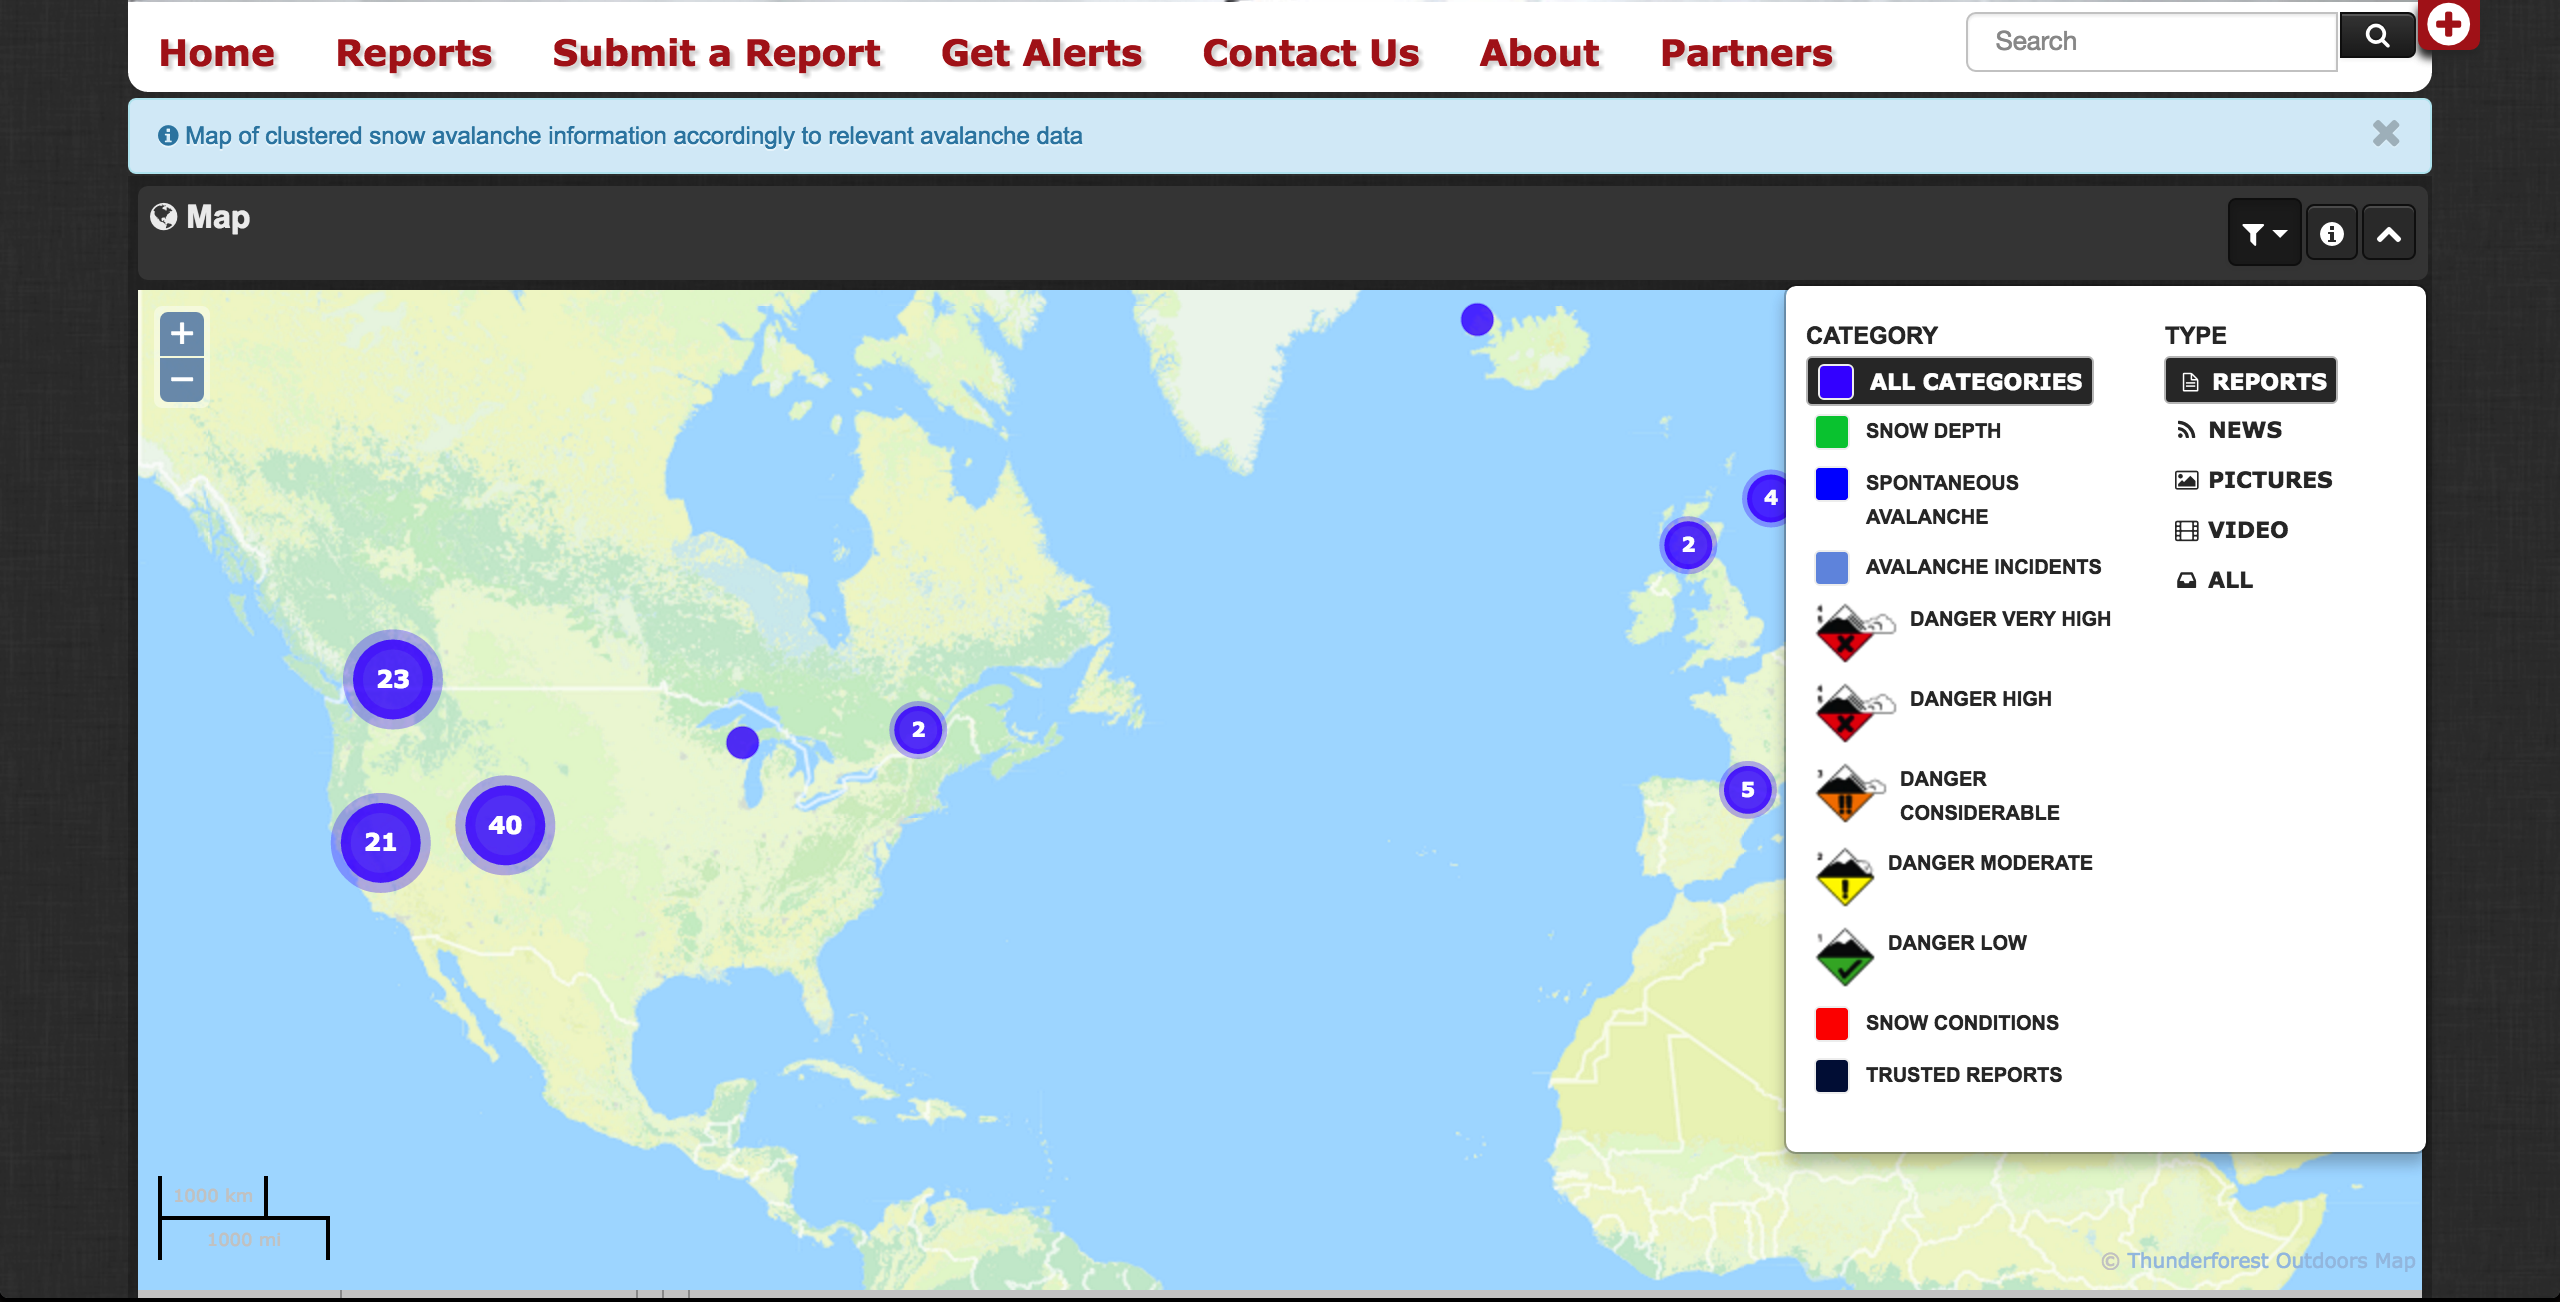 Home Reports Submit a Report Get Alerts Contact Us About Partners Search
Map of clustered snow avalanche information accordingly to relevant avalanche data
Map
CATEGORY
ALL CATEGORIES
SNOW DEPTH
SPONTANEOUS
AVALANCHE
AVALANCHE INCIDENTS
DANGER VERY HIGH
DANGER HIGH
DANGER
CONSIDERABLE
DANGER MODERATE
DANGER LOW
SNOW CONDITIONS
TRUSTED REPORTS
TYPE
REPORTS
NEWS
PICTURES
VIDEO
ALL
4
2
23
2
5
40
21
1000 km
1000 mi
© Thunderforest Outdoors Map